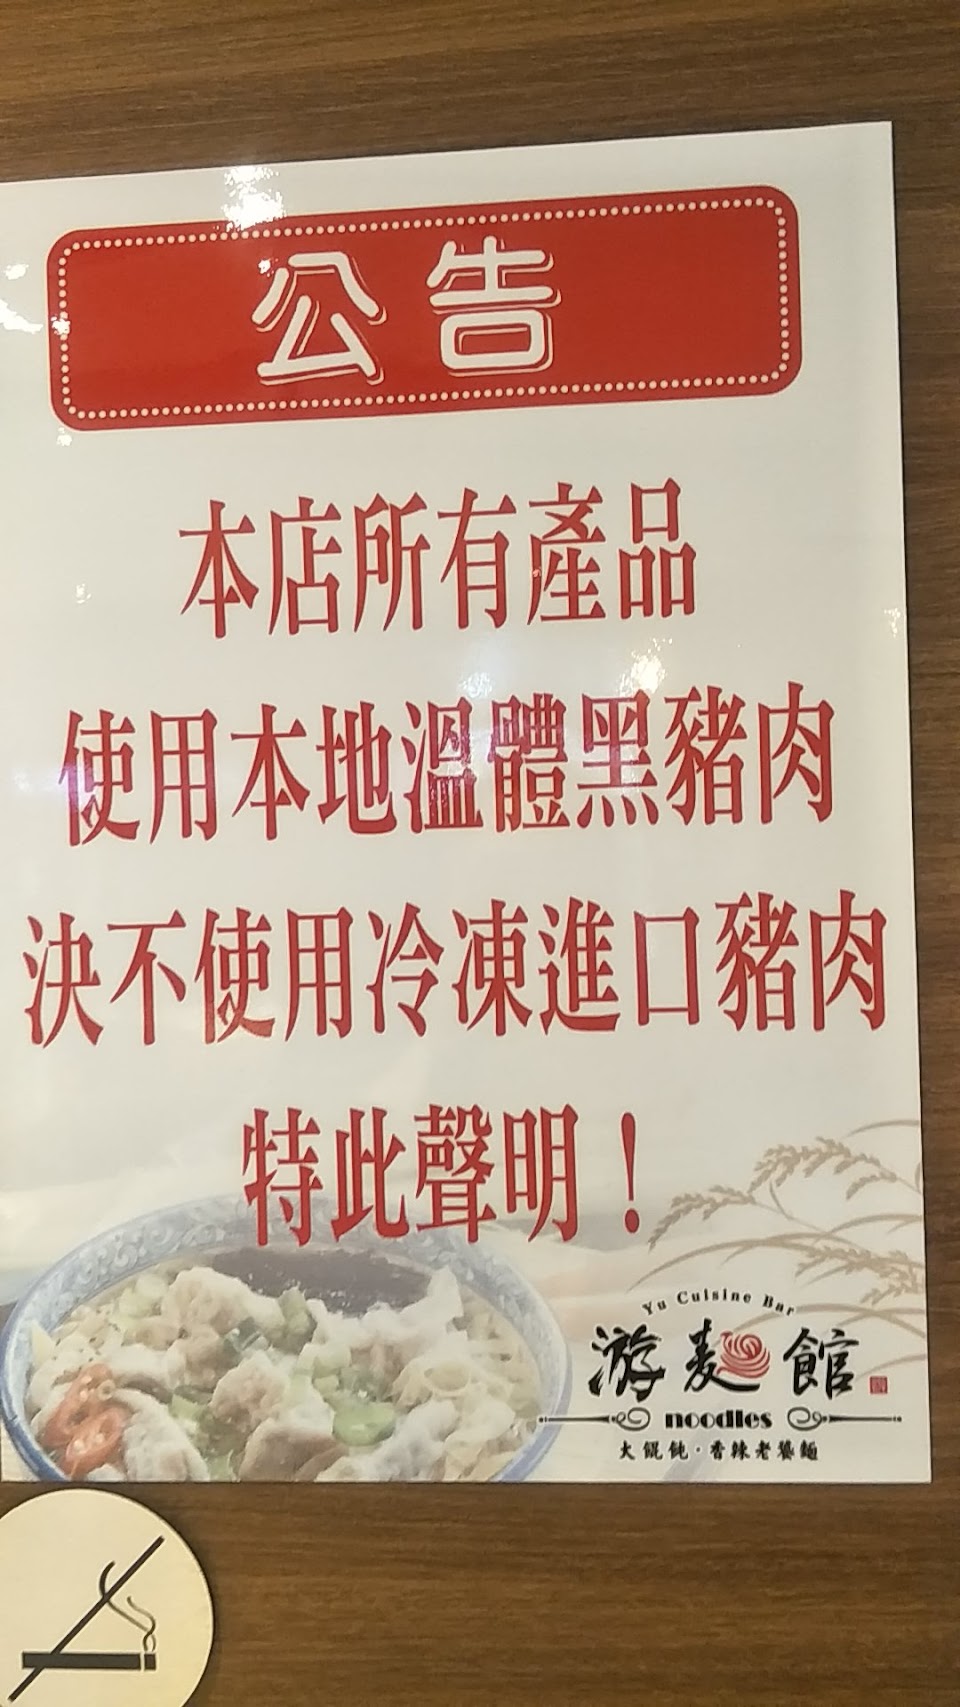 公告
本店所有產品
使用本地溫體黑豬肉
決不使用冷凍進口豬肉
特此聲明！
Yu Cuisine Bar
游麵館
noodles
大餛飩·香辣老饕麵